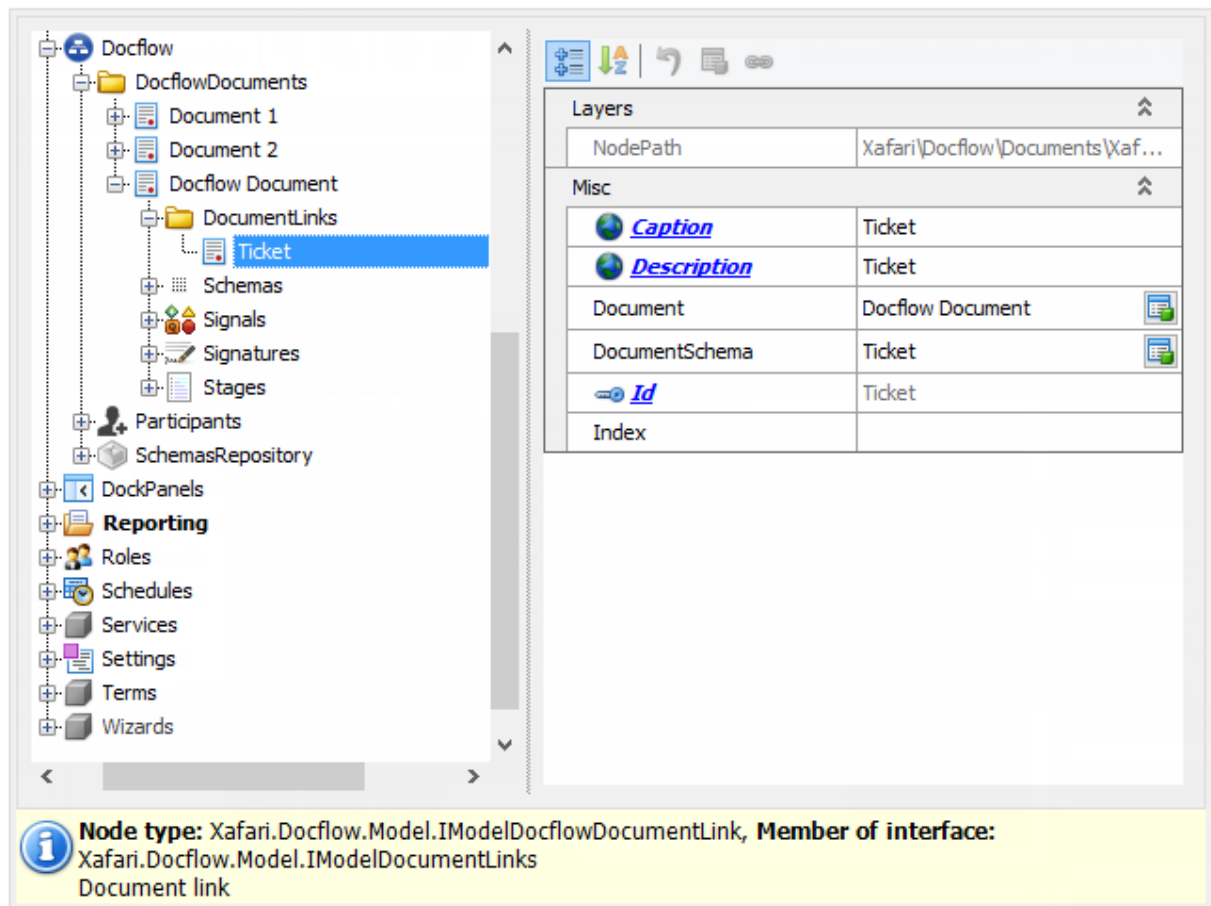 Docflow
DocflowDocuments
Document 1
Document 2
Docflow Document
DocumentLinks
Ticket
Schemas
Signals
Signatures
Stages
Participants
SchemasRepository
DockPanels
Reporting
Roles
Schedules
Services
Settings
Terms
Wizards
Layers
NodePath Xafari\Docflow\Documents\Xaf...
Misc
Caption Ticket
Description Ticket
Document Docflow Document
DocumentSchema Ticket
Id Ticket
Index
Node type: Xafari.Docflow.Model.IModelDocflowDocumentLink, Member of interface:
Xafari.Docflow.Model.IModelDocumentLinks
Document link